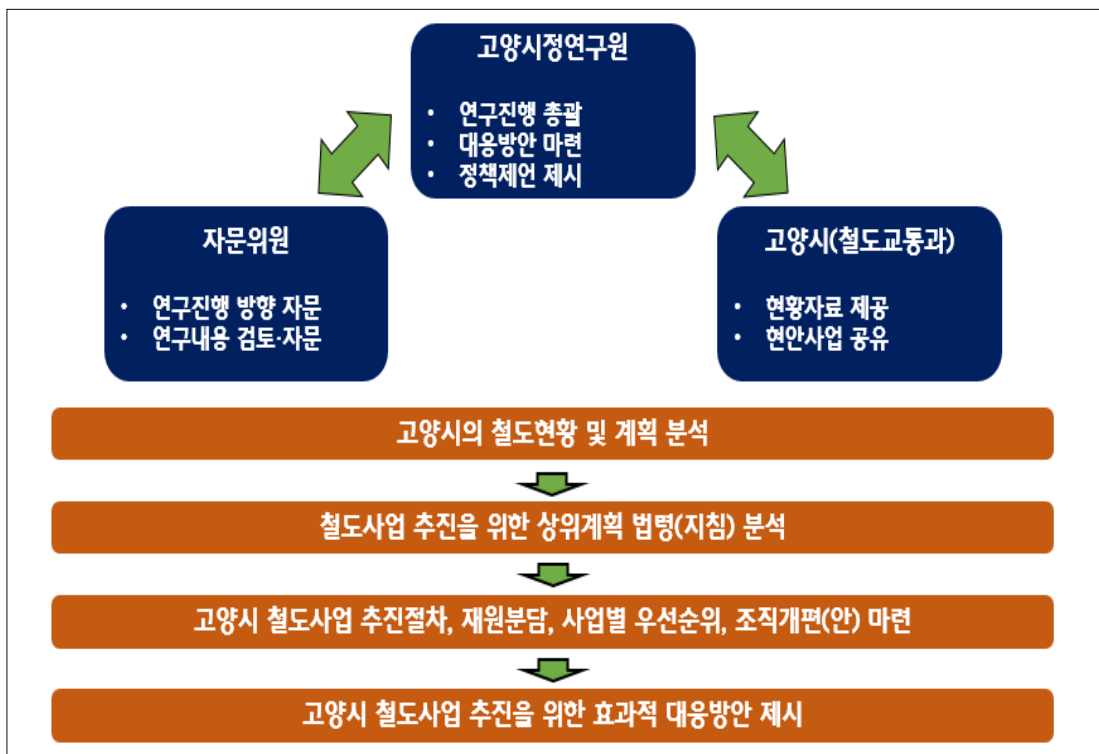 고양시정연구원
• 연구진행 총괄
• 대응방안 마련
• 정책제언 제시
자문위원
• 연구진행 방향 자문
• 연구내용 검토·자문
고양시(철도교통과)
• 현황자료 제공
• 현안사업 공유
고양시의 철도현황 및 계획 분석
철도사업 추진을 위한 상위계획 법령(지침) 분석
고양시 철도사업 추진절차, 재원분담, 사업별 우선순위, 조직개편(안) 마련
고양시 철도사업 추진을 위한 효과적 대응방안 제시